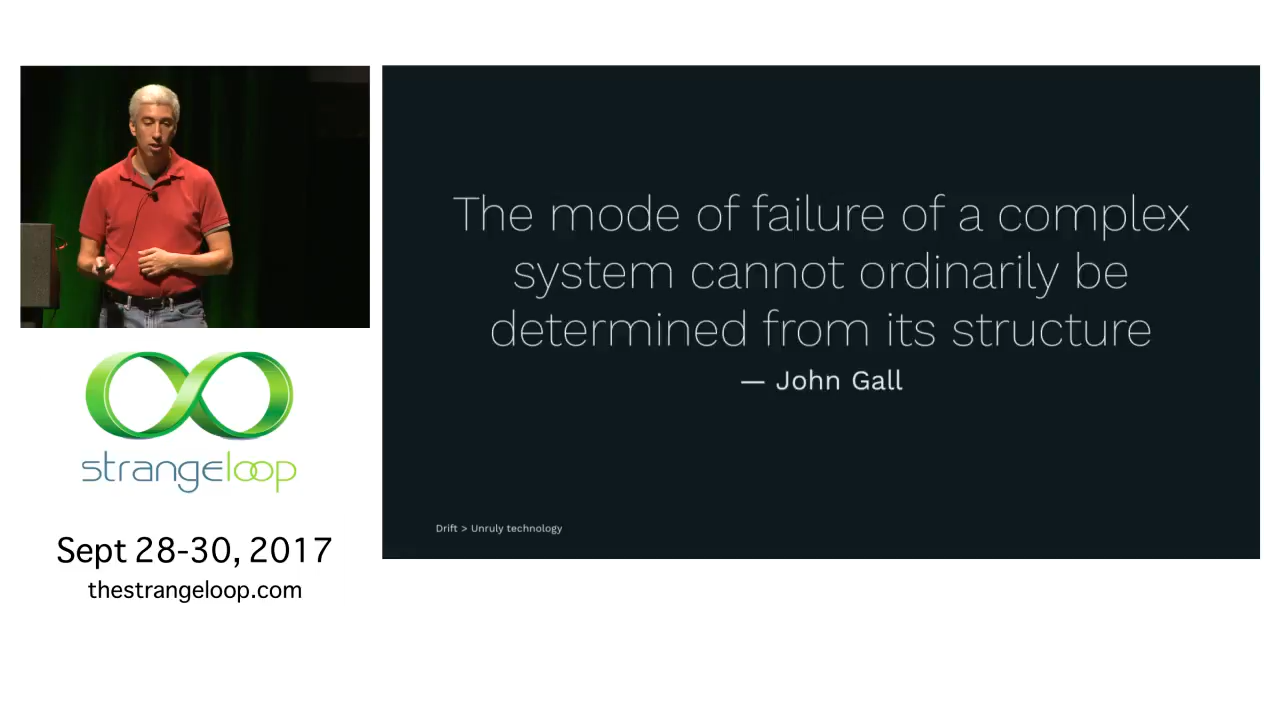 The mode of failure of a complex
system cannot ordinarily be
determined from its structure
— John Gall
Drift > Unruly technology
strangeloop
Sept 28-30, 2017
thestrangeloop.com